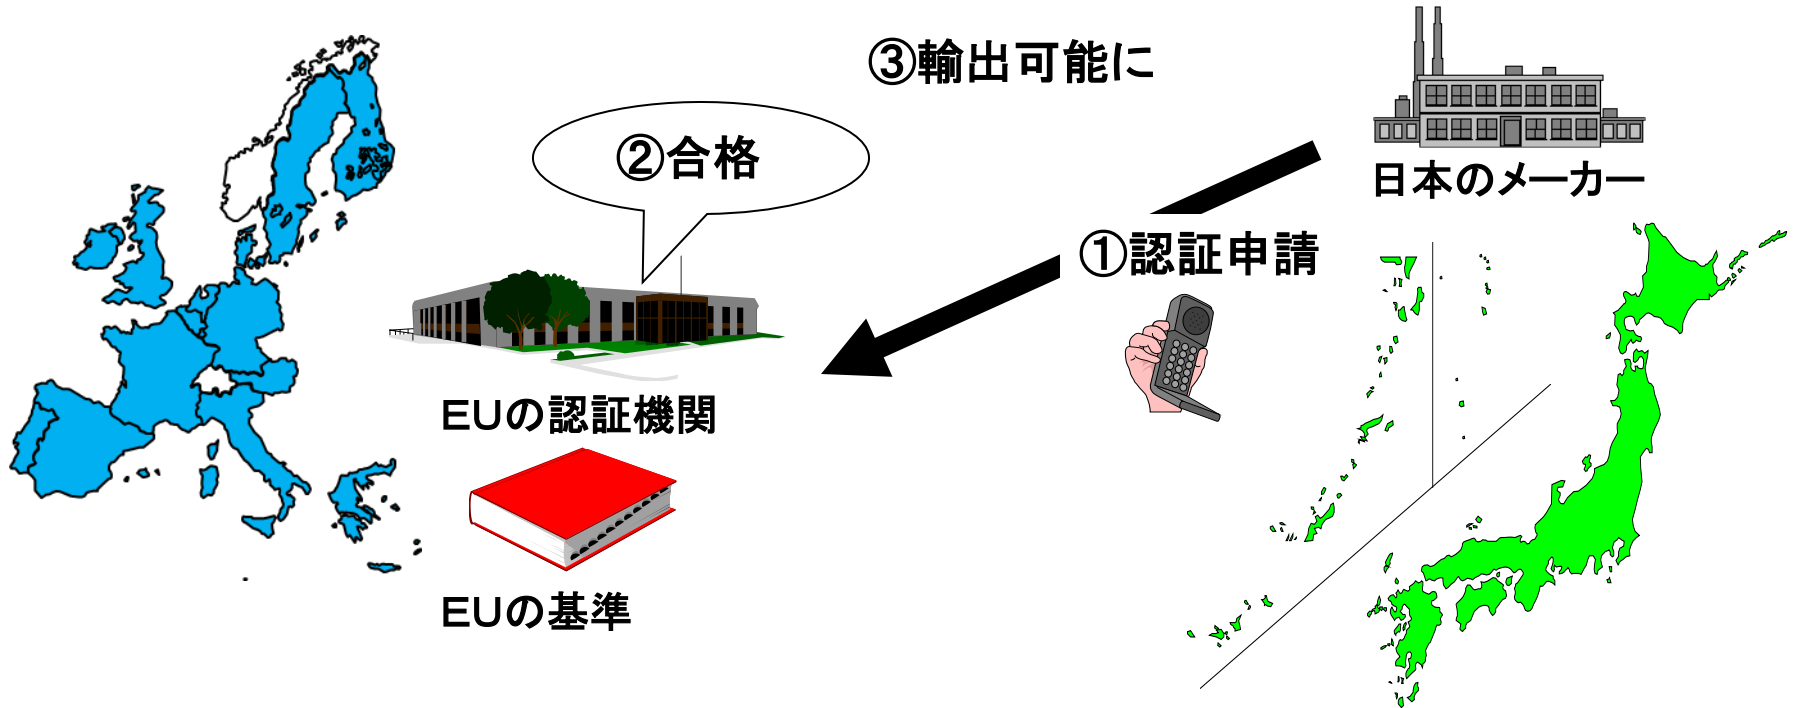 ③輸出可能に
②合格
日本のメーカー
①認証申請
ＥＵの認証機関
ＥＵの基準